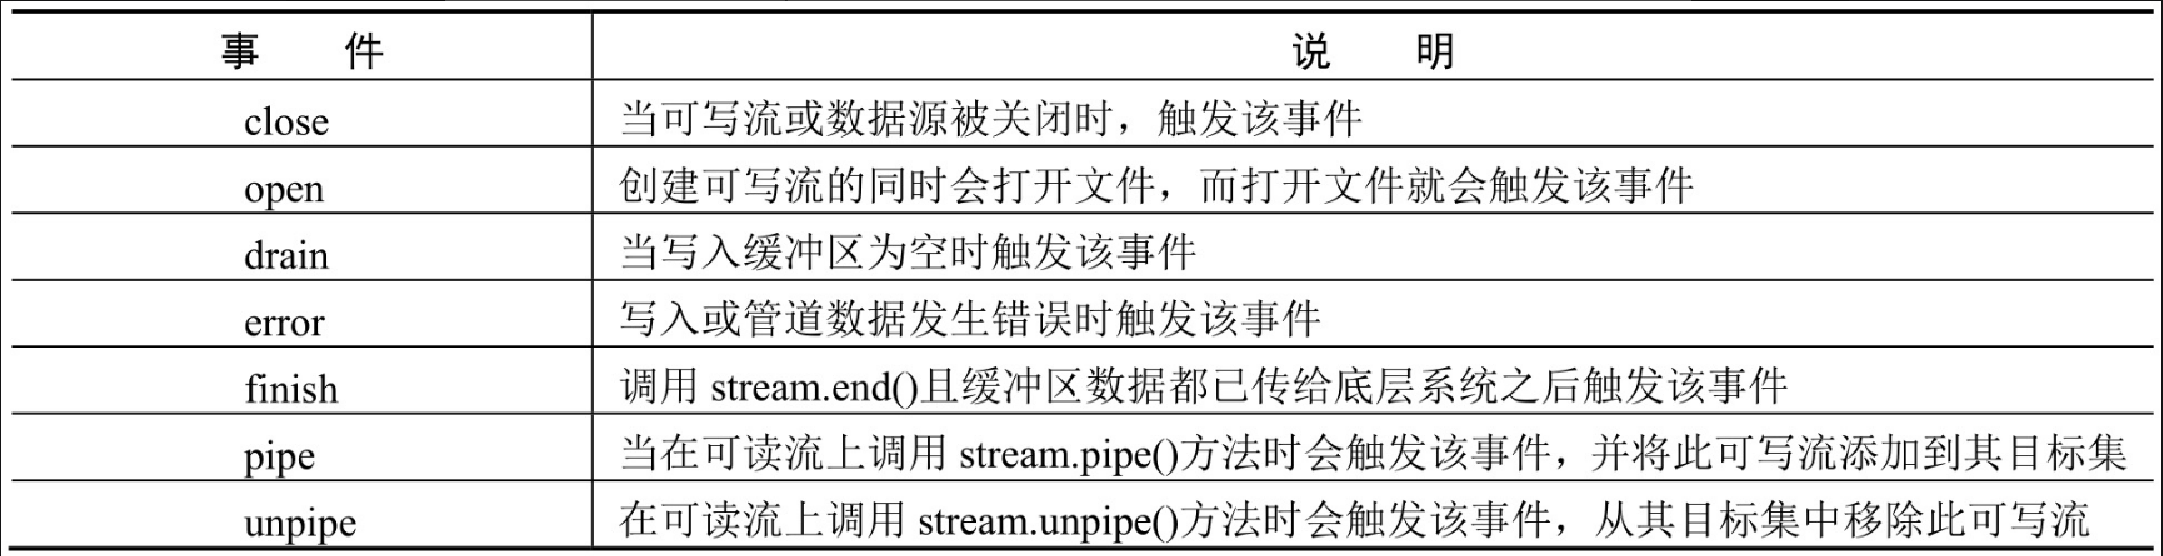 事 件 说 明
close 当可写流或数据源被关闭时，触发该事件
open 创建可写流的同时会打开文件，而打开文件就会触发该事件
drain 当写入缓冲区为空时触发该事件
error 写入或管道数据发生错误时触发该事件
finish 调用 stream.end()且缓冲区数据都已传给底层系统之后触发该事件
pipe 当在可读流上调用 stream.pipe()方法时会触发该事件，并将此可写流添加到其目标集
unpipe 在可读流上调用 stream.unpipe()方法时会触发该事件，从其目标集中移除此可写流